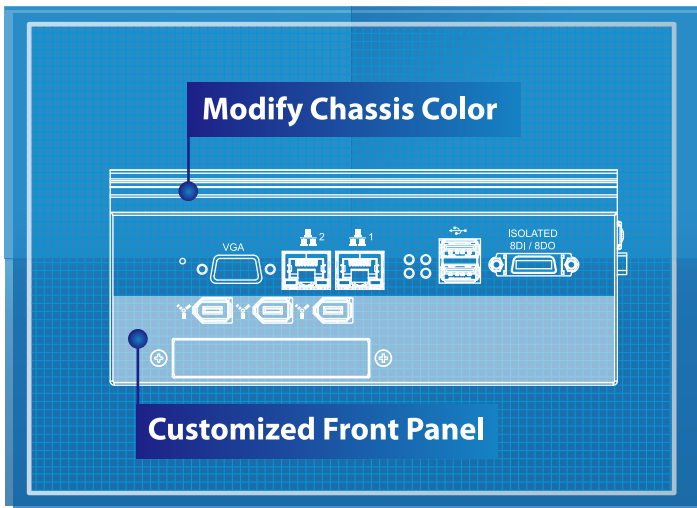 Modify Chassis Color
VGA
2
1
ISOLATED
8DI / 8DO
Customized Front Panel